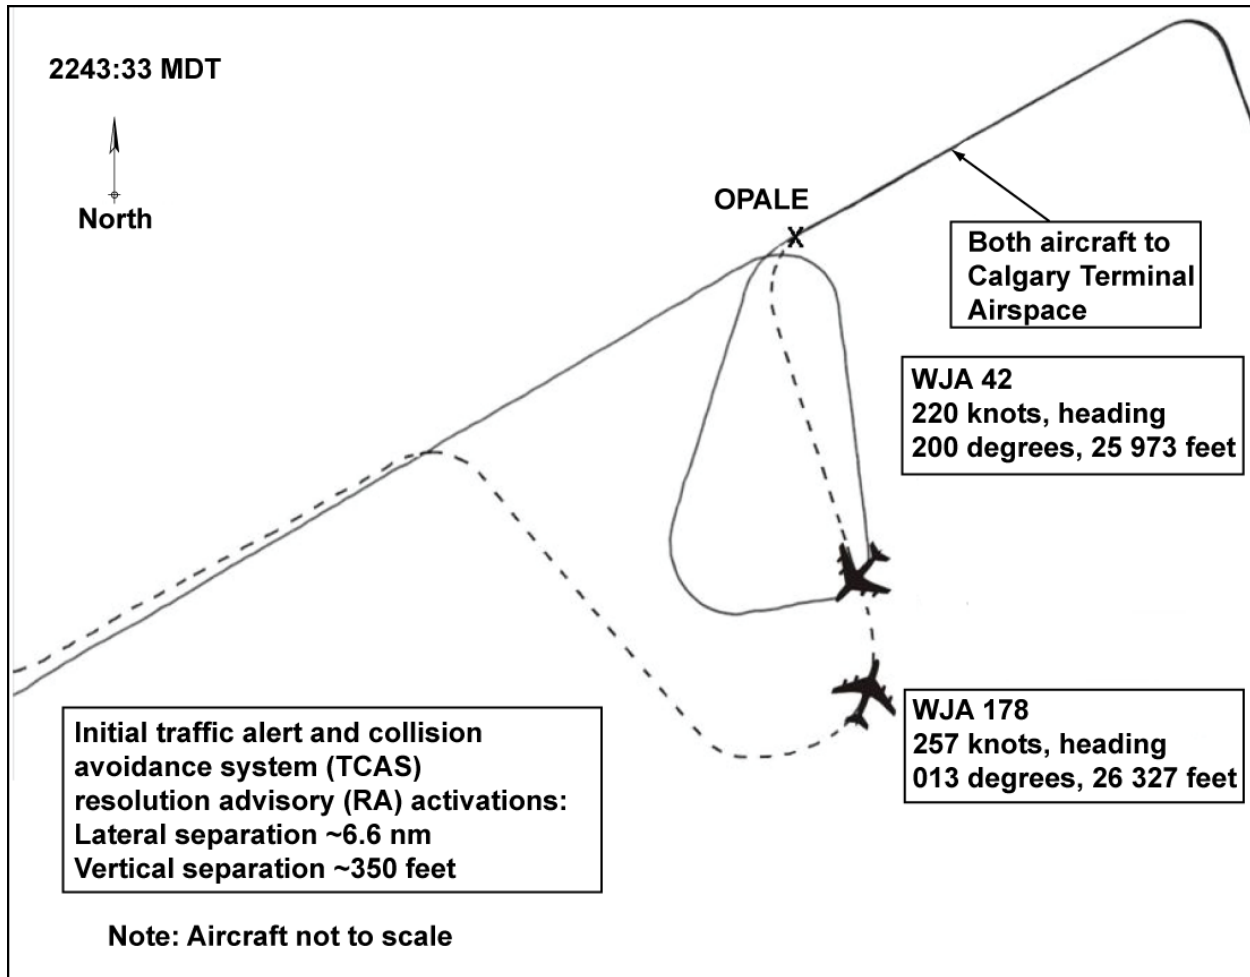 2243:33 MDT
North
OPALE
X
Both aircraft to
Calgary Terminal
Airspace
WJA 42
220 knots, heading
200 degrees, 25 973 feet
WJA 178
257 knots, heading
013 degrees, 26 327 feet
Initial traffic alert and collision
avoidance system (TCAS)
resolution advisory (RA) activations:
Lateral separation ~6.6 nm
Vertical separation ~350 feet
Note: Aircraft not to scale